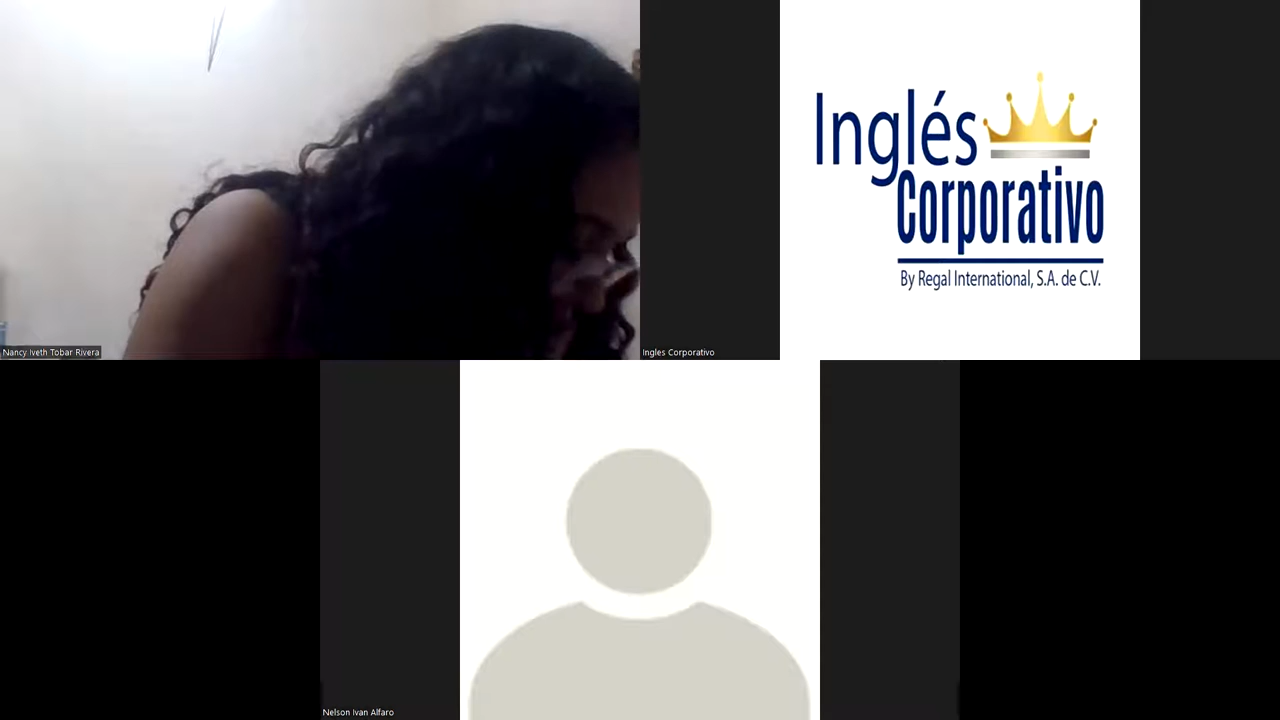 Inglés
Corporativo
By Regal International, S.A. de C.V.
Nancy Iveth Tobar Rivera
Ingles Corporativo
Nelson Ivan Alfaro